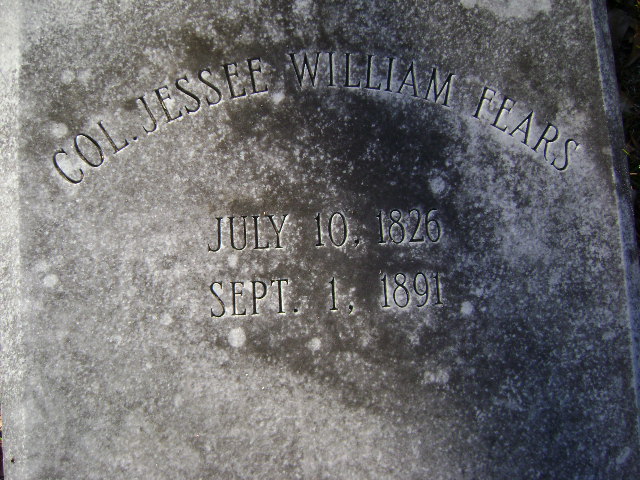 COL. JESSEE WILLIAM FEARS
JULY 10, 1826
SEPT. 1, 1891